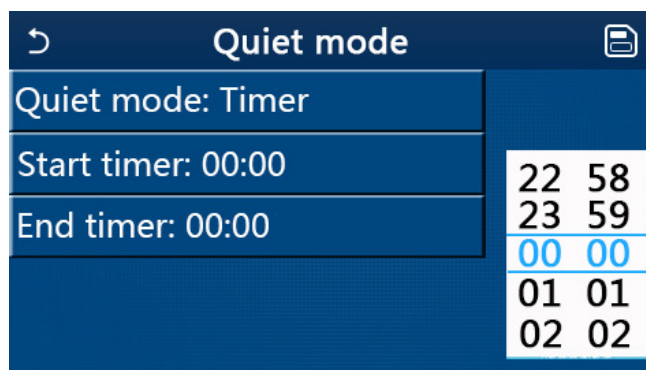 Quiet mode
Quiet mode: Timer
Start timer: 00:00
End timer: 00:00
22 58
23 59
00 00
01 01
02 02